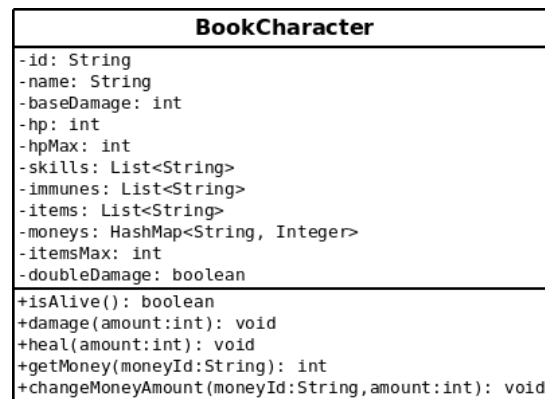 BookCharacter
-id: String
-name: String
-baseDamage: int
-hp: int
-hpMax: int
-skills: List<String>
-immunes: List<String>
-items: List<String>
-moneys: HashMap<String, Integer>
-itemsMax: int
-doubleDamage: boolean
+isAlive(): boolean
+damage(amount:int): void
+heal(amount:int): void
+getMoney(moneyId:String): int
+changeMoneyAmount(moneyId:String,amount:int): void